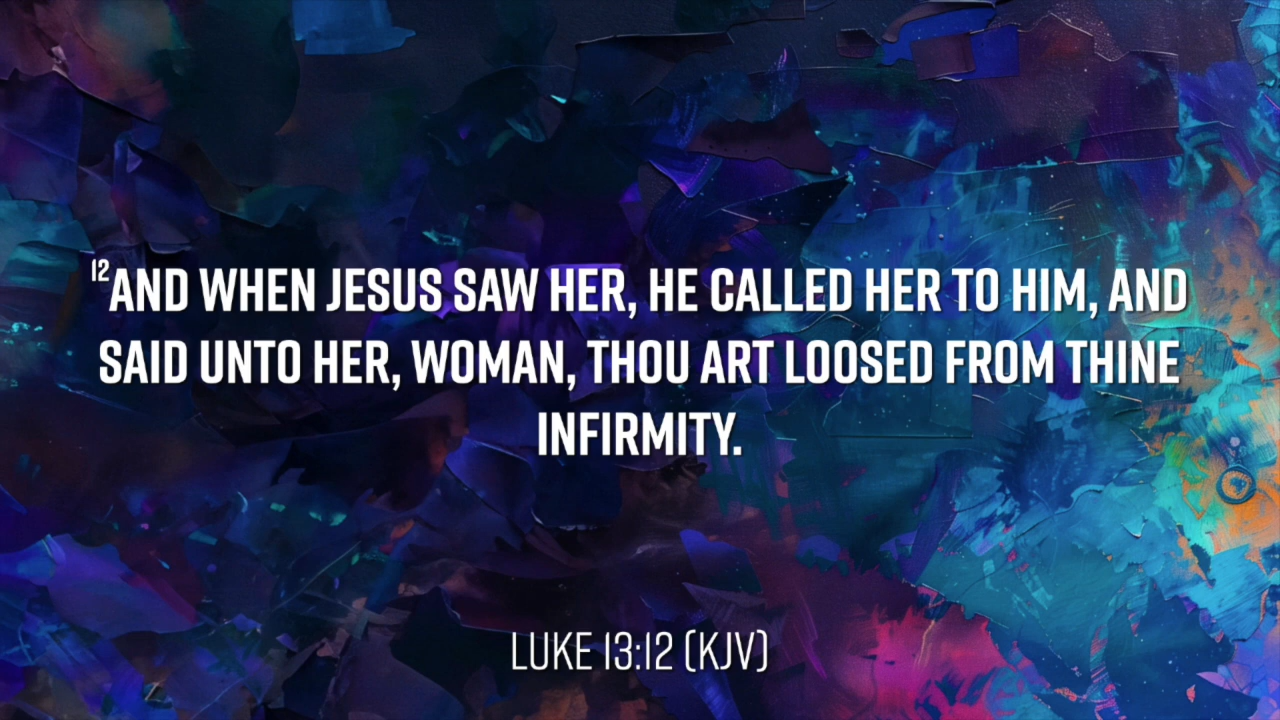 12AND WHEN JESUS SAW HER, HE CALLED HER TO HIM, AND
SAID UNTO HER, WOMAN, THOU ART LOOSED FROM THINE
INFIRMITY.
LUKE 13:12 (KJV)